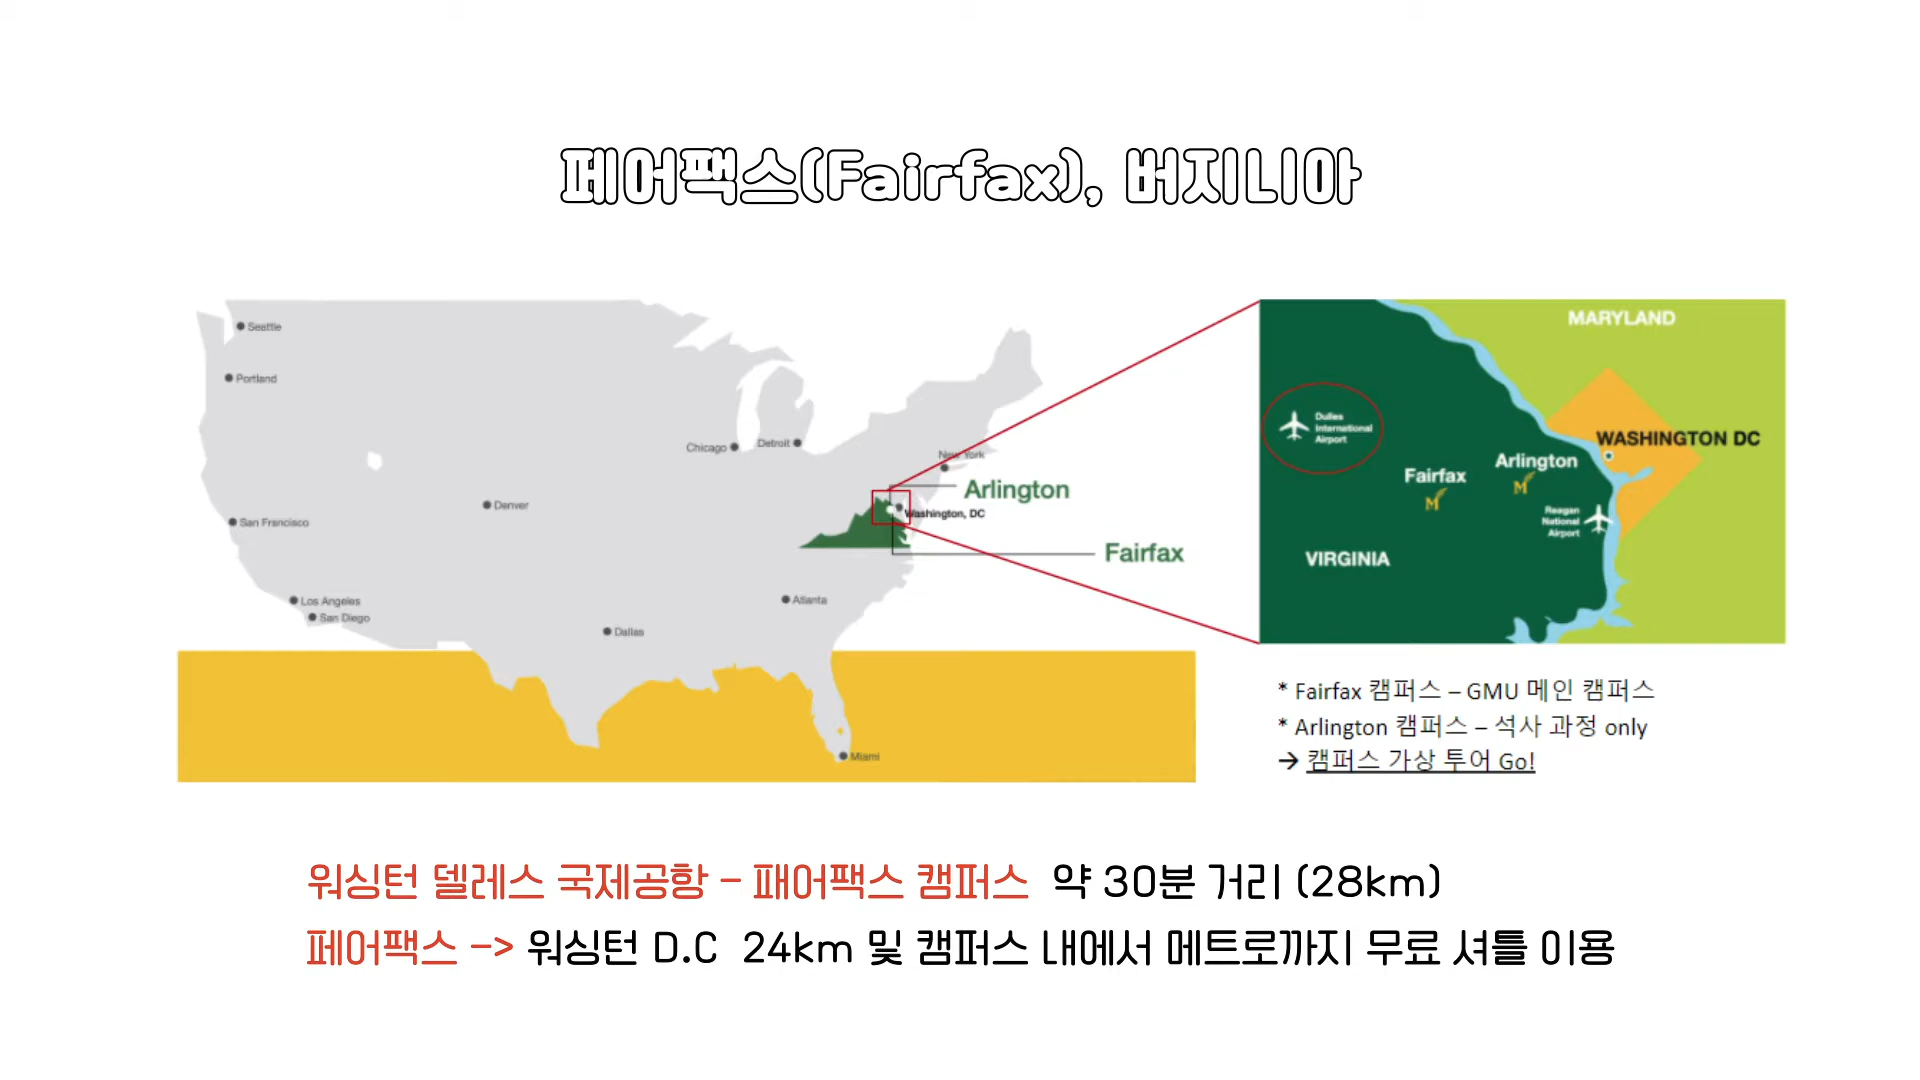 페어팩스(Fairfax), 버지니아
Seattle
Portland
Chicago
Detroit
New York
Arlington
Denver
San Francisco
Washington, DC
Fairfax
Los Angeles
San Diego
Atlanta
Dallas
Miami
MARYLAND
Dulles
International
Airport
WASHINGTON DC
Arlington
Fairfax
Reagan
National
Airport
VIRGINIA
* Fairfax 캠퍼스 – GMU 메인 캠퍼스
* Arlington 캠퍼스 – 석사 과정 only
→ 캠퍼스 가상 투어 Go!
워싱턴 델레스 국제공항 - 패어팩스 캠퍼스 약 30분 거리 (28km)
페어팩스 -> 워싱턴 D.C 24km 및 캠퍼스 내에서 메트로까지 무료 셔틀 이용